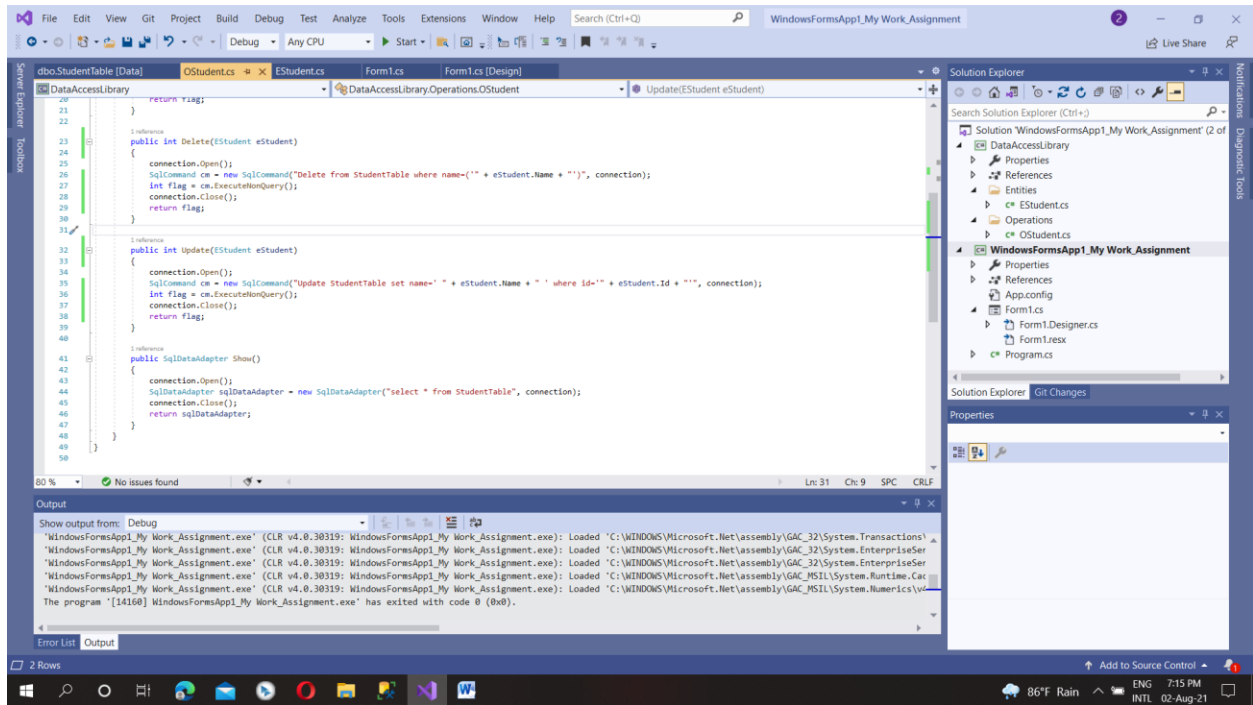 File Edit View Git Project Build Debug Test Analyze Tools Extensions Window Help Search (Ctrl+Q) WindowsFormsApp1_My Work_Assignment 2
Debug Any CPU Start Live Share
Server Explorer
Toolbox
dbo.StudentTable [Data] OStudent.cs EStudent.cs Form1.cs Form1.cs [Design]
DataAccessLibrary DataAccessLibrary.Operations.OStudent Update(EStudent eStudent)
20 return flag;
21 }
22
1 reference
23 public int Delete(EStudent eStudent)
24 {
25 connection.Open();
26 SqlCommand cm = new SqlCommand("Delete from StudentTable where name=('" + eStudent.Name + "')", connection);
27 int flag = cm.ExecuteNonQuery();
28 connection.Close();
29 return flag;
30 }
31
1 reference
32 public int Update(EStudent eStudent)
33 {
34 connection.Open();
35 SqlCommand cm = new SqlCommand("Update StudentTable set name=' " + eStudent.Name + " ' where id='" + eStudent.Id + "'", connection);
36 int flag = cm.ExecuteNonQuery();
37 connection.Close();
38 return flag;
39 }
40
1 reference
41 public SqlDataAdapter Show()
42 {
43 connection.Open();
44 SqlDataAdapter sqlDataAdapter = new SqlDataAdapter("select * from StudentTable", connection);
45 connection.Close();
46 return sqlDataAdapter;
47 }
48 }
49 }
50
80 % No issues found Ln: 31 Ch: 9 SPC CRLF
Output
Show output from: Debug
'WindowsFormsApp1_My Work_Assignment.exe' (CLR v4.0.30319: WindowsFormsApp1_My Work_Assignment.exe): Loaded 'C:\WINDOWS\Microsoft.Net\assembly\GAC_32\System.Transactions\
'WindowsFormsApp1_My Work_Assignment.exe' (CLR v4.0.30319: WindowsFormsApp1_My Work_Assignment.exe): Loaded 'C:\WINDOWS\Microsoft.Net\assembly\GAC_32\System.EnterpriseSer
'WindowsFormsApp1_My Work_Assignment.exe' (CLR v4.0.30319: WindowsFormsApp1_My Work_Assignment.exe): Loaded 'C:\WINDOWS\Microsoft.Net\assembly\GAC_32\System.EnterpriseSer
'WindowsFormsApp1_My Work_Assignment.exe' (CLR v4.0.30319: WindowsFormsApp1_My Work_Assignment.exe): Loaded 'C:\WINDOWS\Microsoft.Net\assembly\GAC_MSIL\System.Runtime.Cac
'WindowsFormsApp1_My Work_Assignment.exe' (CLR v4.0.30319: WindowsFormsApp1_My Work_Assignment.exe): Loaded 'C:\WINDOWS\Microsoft.Net\assembly\GAC_MSIL\System.Numerics\v4
The program '[14160] WindowsFormsApp1_My Work_Assignment.exe' has exited with code 0 (0x0).
Error List Output
Solution Explorer
Search Solution Explorer (Ctrl+;)
Solution 'WindowsFormsApp1_My Work_Assignment' (2 of
C# DataAccessLibrary
Properties
References
Entities
C# EStudent.cs
Operations
C# OStudent.cs
C# WindowsFormsApp1_My Work_Assignment
Properties
References
App.config
Form1.cs
Form1.Designer.cs
Form1.resx
C# Program.cs
Solution Explorer Git Changes
Properties
Notifications
Diagnostic Tools
2 Rows Add to Source Control 1
86°F Rain ENG 7:15 PM
INTL 02-Aug-21